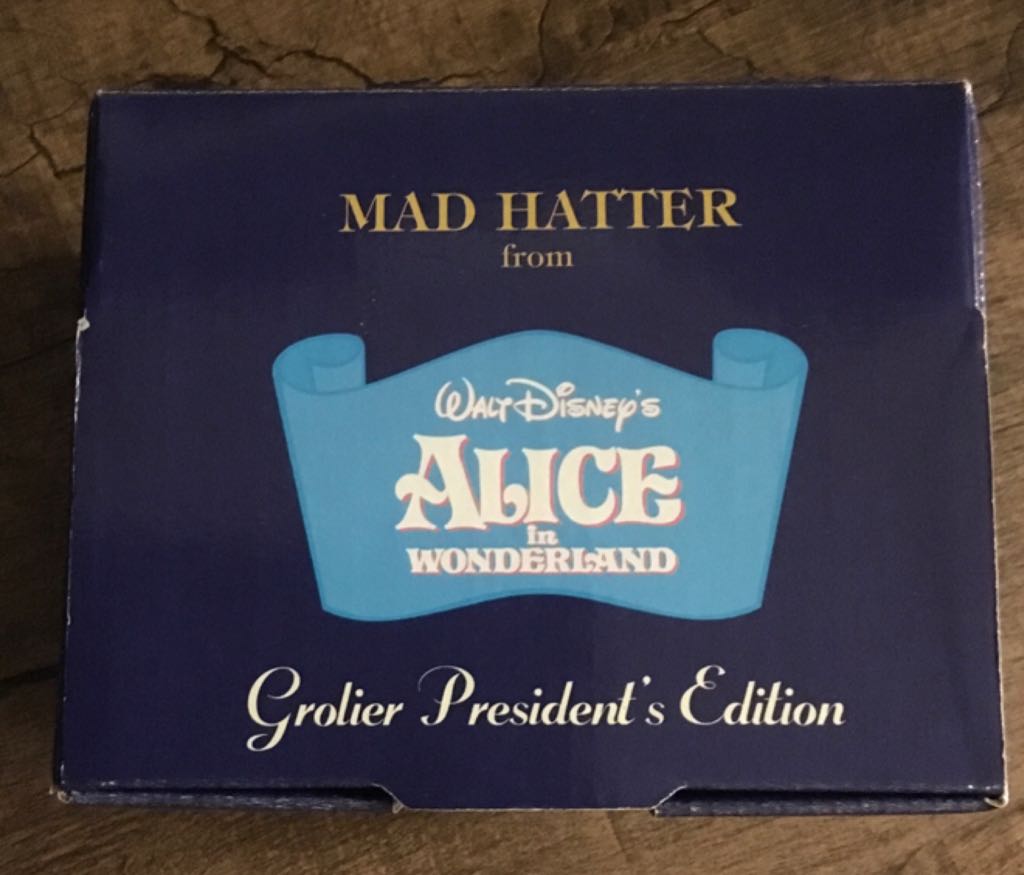 MAD HATTER
from
WALT DISNEY'S
ALICE
in
WONDERLAND
Grolier President's Edition